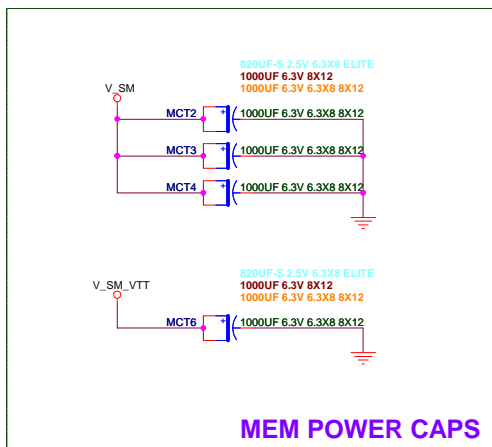 820UF-S 2.5V 6.3X8 ELITE
1000UF 6.3V 8X12
1000UF 6.3V 6.3X8 8X12
V_SM
MCT2 + 1000UF 6.3V 6.3X8 8X12
MCT3 + 1000UF 6.3V 6.3X8 8X12
MCT4 + 1000UF 6.3V 6.3X8 8X12
820UF-S 2.5V 6.3X8 ELITE
1000UF 6.3V 8X12
1000UF 6.3V 6.3X8 8X12
V_SM_VTT
MCT6 + 1000UF 6.3V 6.3X8 8X12
MEM POWER CAPS